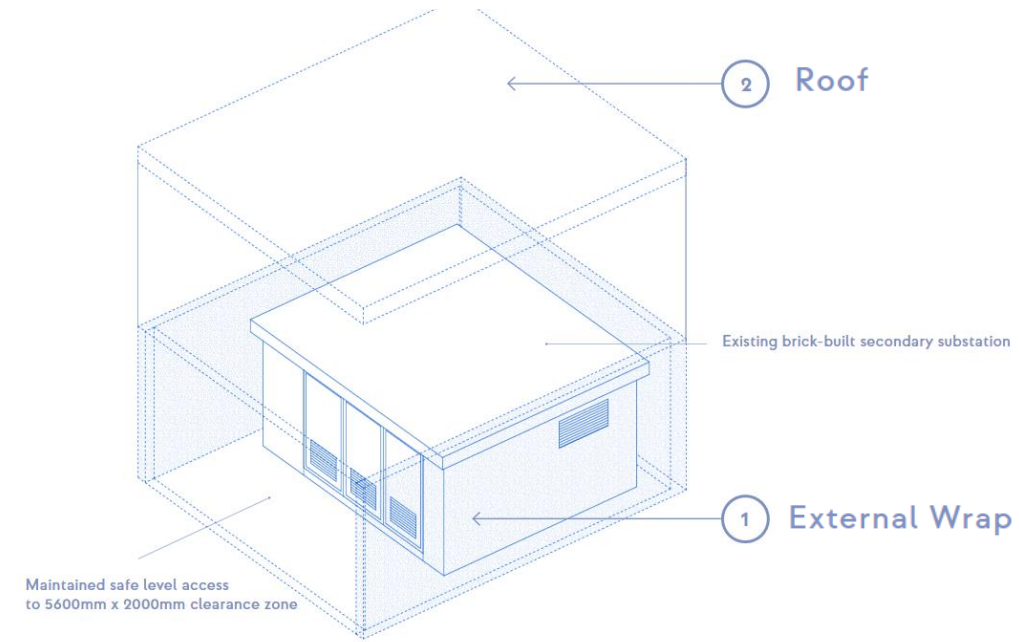 2 Roof
Existing brick-built secondary substation
1 External Wrap
Maintained safe level access
to 5600mm x 2000mm clearance zone